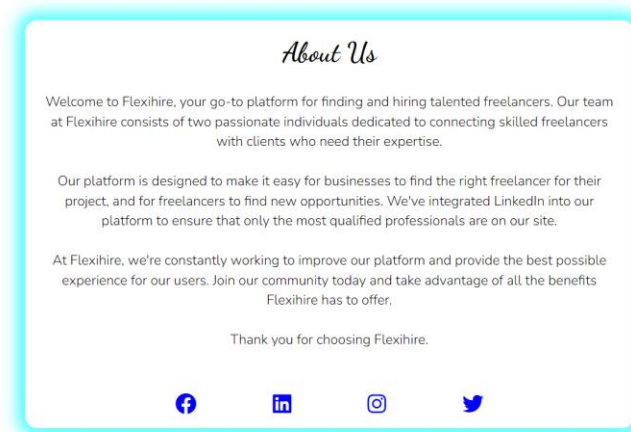 About Us
Welcome to Flexihire, your go-to platform for finding and hiring talented freelancers. Our team
at Flexihire consists of two passionate individuals dedicated to connecting skilled freelancers
with clients who need their expertise.
Our platform is designed to make it easy for businesses to find the right freelancer for their
project, and for freelancers to find new opportunities. We've integrated LinkedIn into our
platform to ensure that only the most qualified professionals are on our site.
At Flexihire, we're constantly working to improve our platform and provide the best possible
experience for our users. Join our community today and take advantage of all the benefits
Flexihire has to offer.
Thank you for choosing Flexihire.